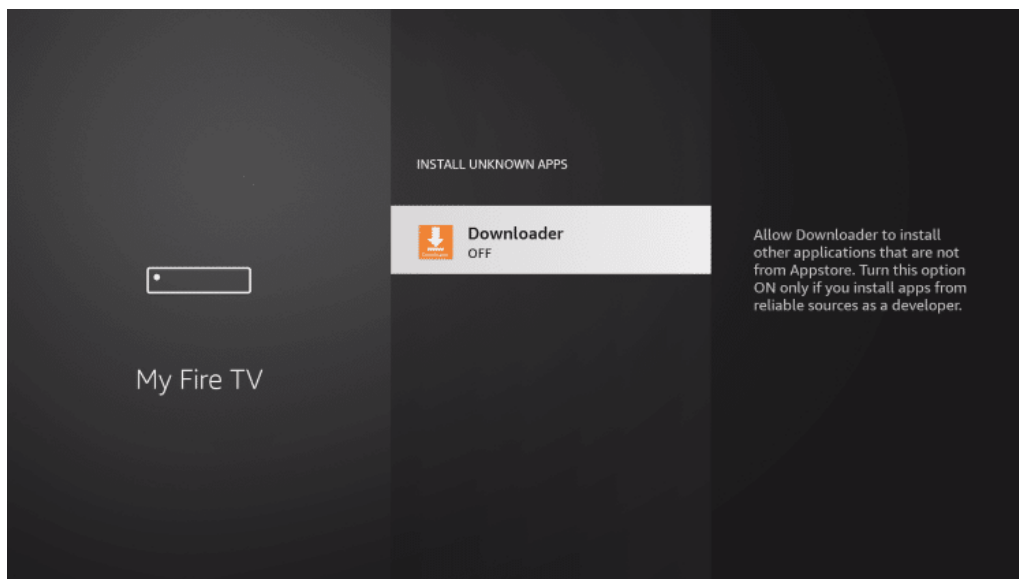 INSTALL UNKNOWN APPS
Downloader
OFF
Allow Downloader to install
other applications that are not
from Appstore. Turn this option
ON only if you install apps from
reliable sources as a developer.
My Fire TV